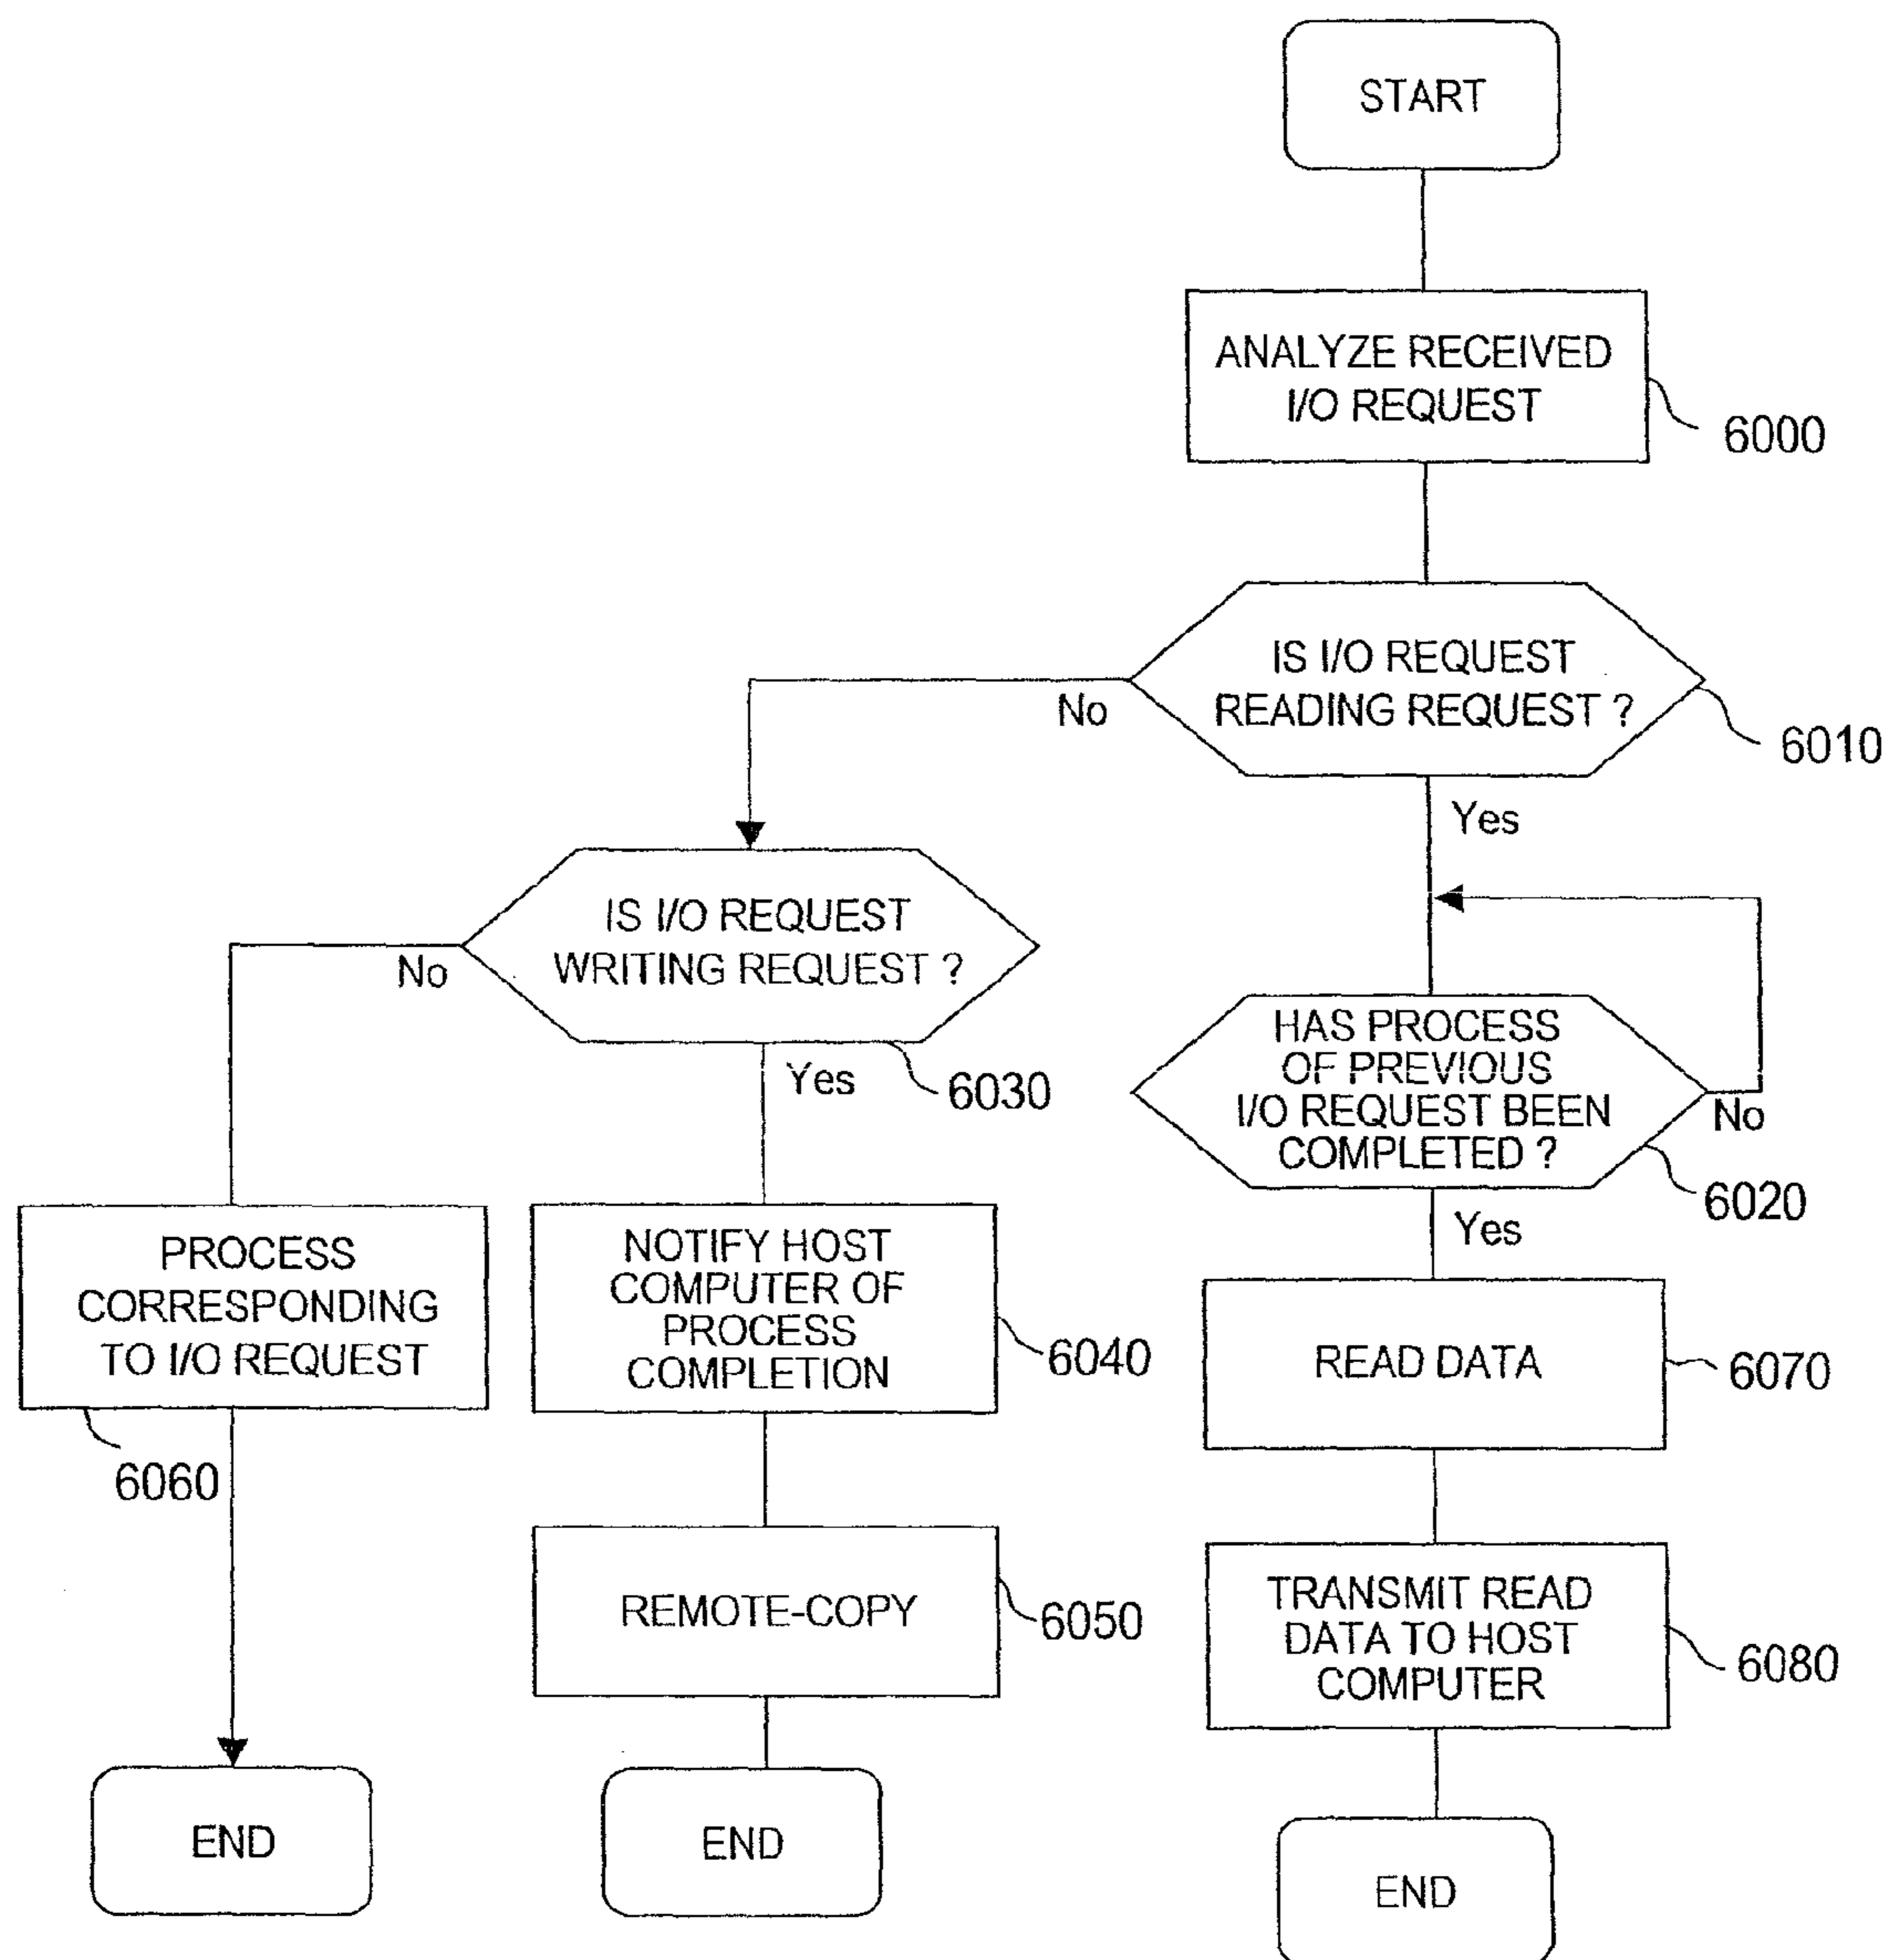 START
ANALYZE RECEIVED
I/O REQUEST
6000
IS I/O REQUEST
READING REQUEST ?
6010
No
Yes
IS I/O REQUEST
WRITING REQUEST ?
6030
No
Yes
HAS PROCESS
OF PREVIOUS
I/O REQUEST BEEN
COMPLETED ?
6020
No
Yes
PROCESS
CORRESPONDING
TO I/O REQUEST
6060
NOTIFY HOST
COMPUTER OF
PROCESS
COMPLETION
6040
READ DATA
6070
REMOTE-COPY
6050
TRANSMIT READ
DATA TO HOST
COMPUTER
6080
END
END
END